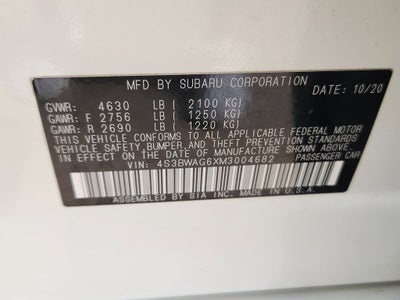 MFD BY SUBARU CORPORATION
DATE: 10/20
GVWR: 4630 LB ( 2100 KG)
GAWR: F 2756 LB ( 1250 KG)
GAWR: R 2690 LB ( 1220 KG)
THIS VEHICLE CONFORMS TO ALL APPLICABLE FEDERAL MOTOR
VEHICLE SAFETY, BUMPER, AND THEFT PREVENTION STANDARDS
IN EFFECT ON THE DATE OF MANUFACTURE SHOWN ABOVE.
VIN: 4S3BWAG6XM3004682 PASSENGER CAR
ASSEMBLED BY SIA INC. MADE IN U.S.A.